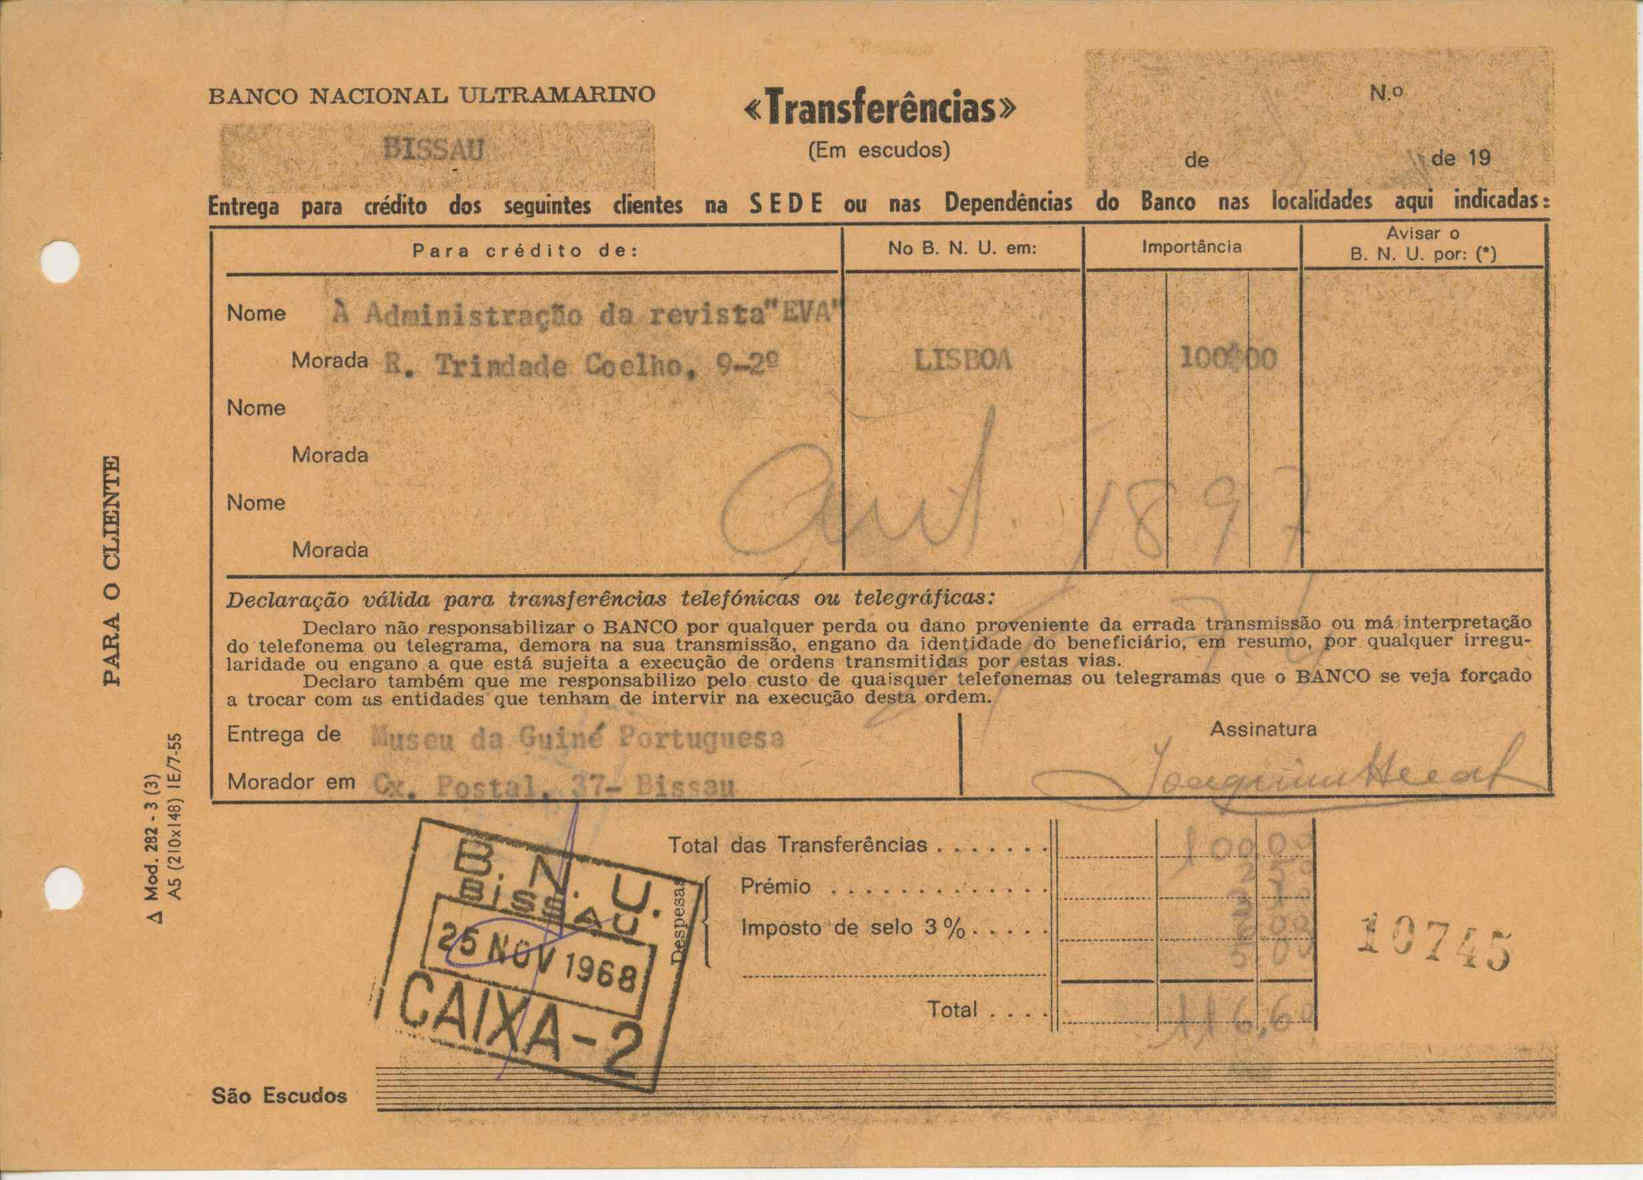 BANCO NACIONAL ULTRAMARINO
BISSAU
«Transferências»
(Em escudos)
N.º
de de 19
Entrega para crédito dos seguintes clientes na SEDE ou nas Dependências do Banco nas localidades aqui indicadas:
Para crédito de: No B. N. U. em: Importância Avisar o
B. N. U. por: (*)
Nome À Administração da revista"EVA"
Morada R. Trindade Coelho, 9-2º LISBOA 100$00
Nome
Morada
Nome
Morada
1897
Declaração válida para transferências telefónicas ou telegráficas:
Declaro não responsabilizar o BANCO por qualquer perda ou dano proveniente da errada transmissão ou má interpretação
do telefonema ou telegrama, demora na sua transmissão, engano da identidade do beneficiário, em resumo, por qualquer irregu-
laridade ou engano a que está sujeita a execução de ordens transmitidas por estas vias.
Declaro também que me responsabilizo pelo custo de quaisquer telefonemas ou telegramas que o BANCO se veja forçado
a trocar com as entidades que tenham de intervir na execução desta ordem.
Entrega de Museu da Guiné Portuguesa
Assinatura
Morador em Cx. Postal, 37- Bissau
PARA O CLIENTE
Δ Mod. 282 - 3 (3)
A5 (210x148) IE/7-55
B. N. U.
BISSAU
25 NOV 1968
CAIXA-2
Despesas
Total das Transferências 100,00
Prémio
Imposto de selo 3%
5,00
Total 116,60
10745
São Escudos